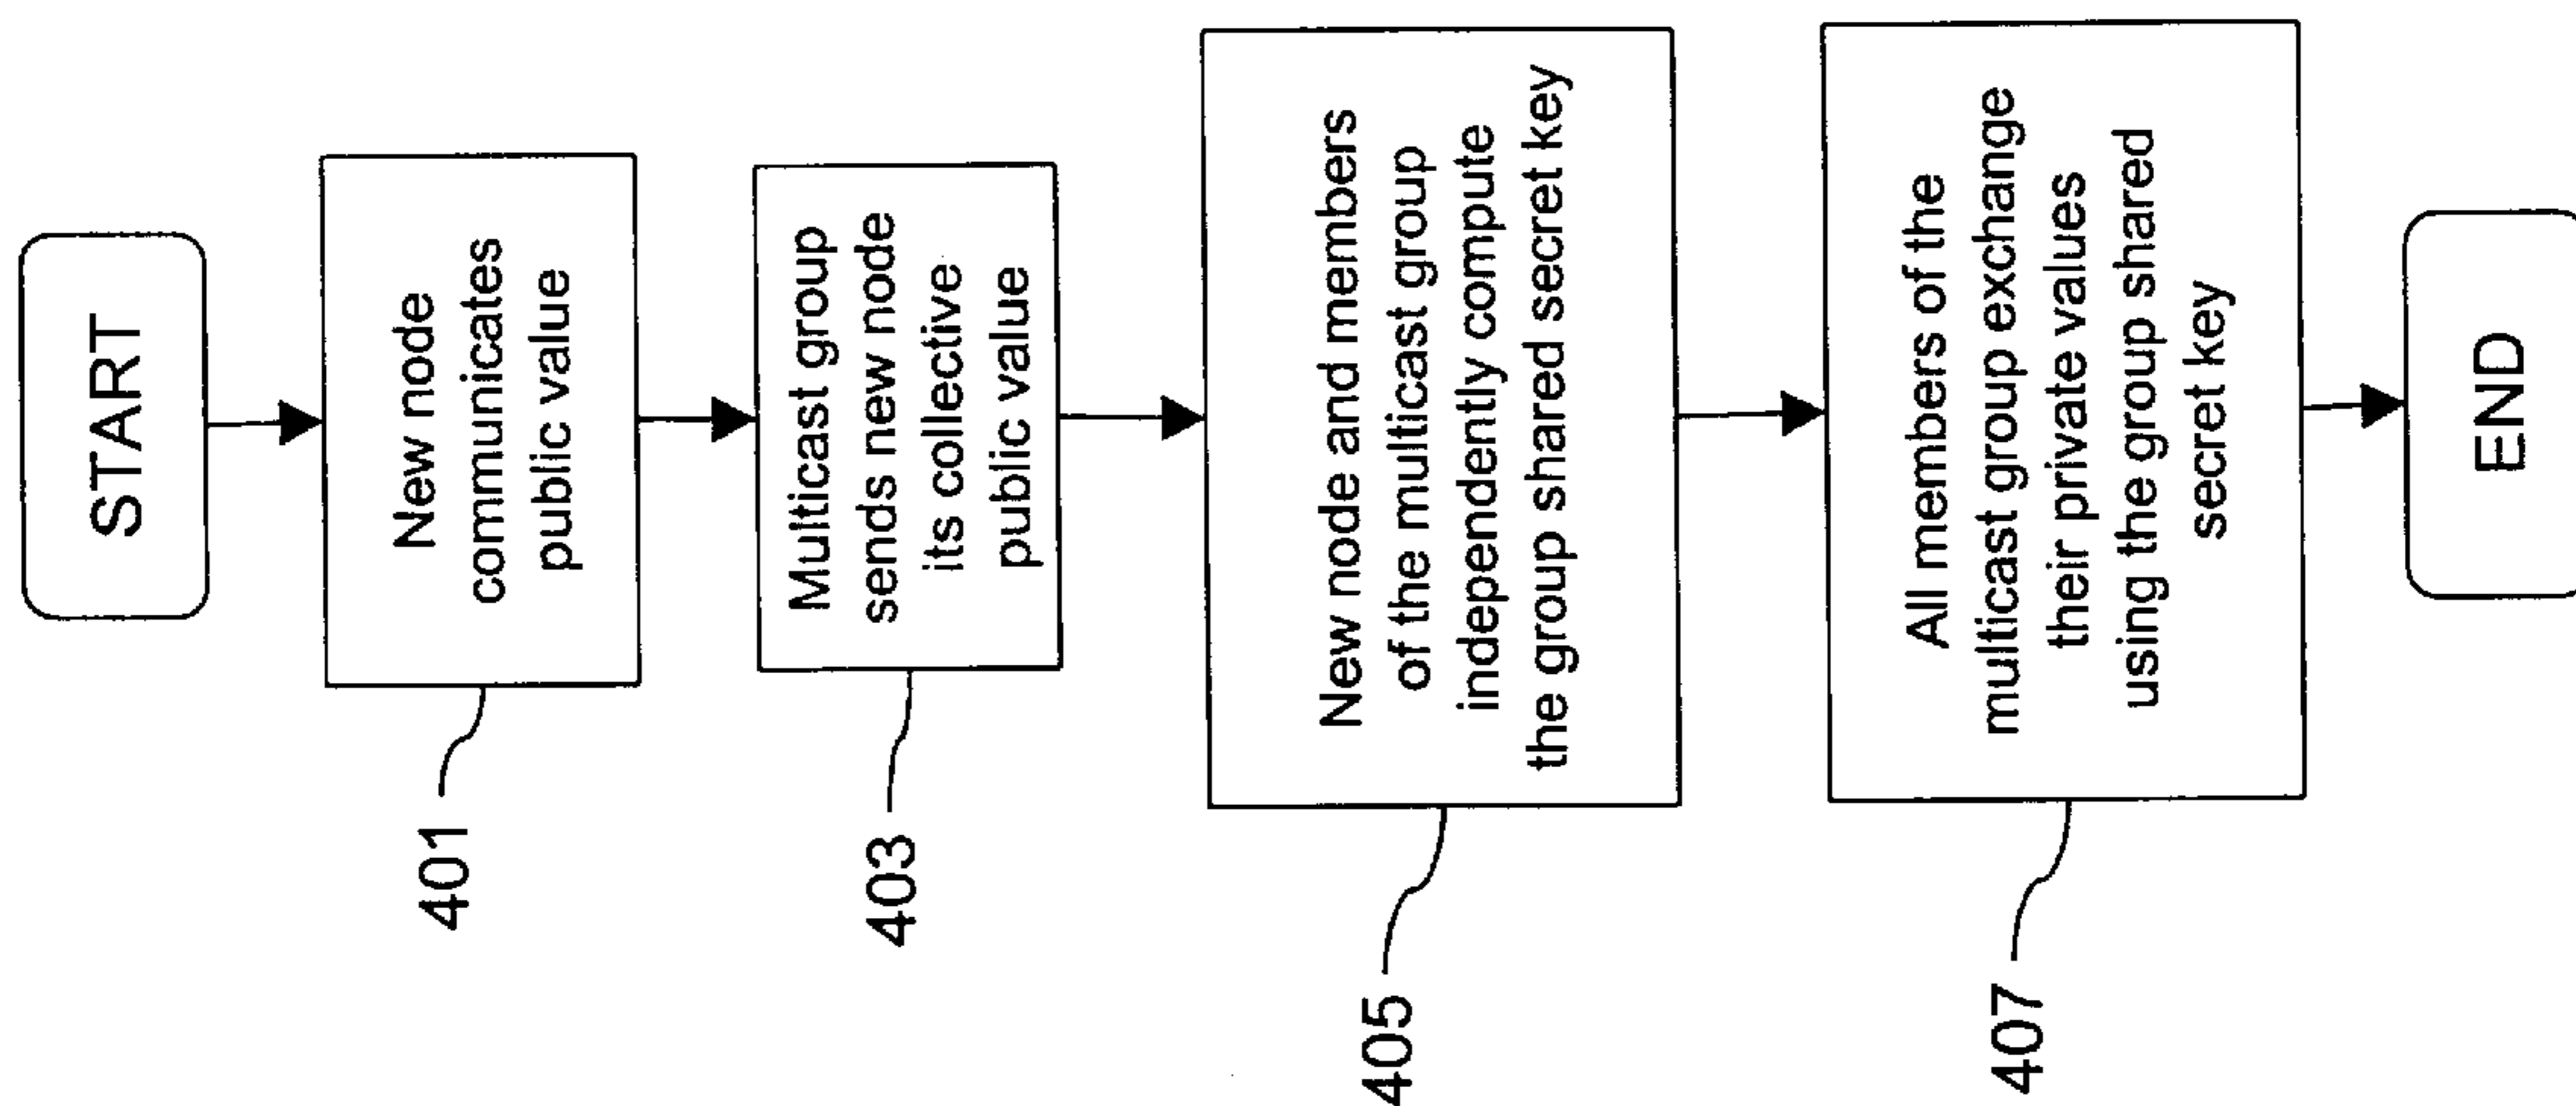 START
New node
communicates
public value
401
Multicast group
sends new node
its collective
public value
403
New node and members
of the multicast group
independently compute
the group shared secret key
405
All members of the
multicast group exchange
their private values
using the group shared
secret key
407
END